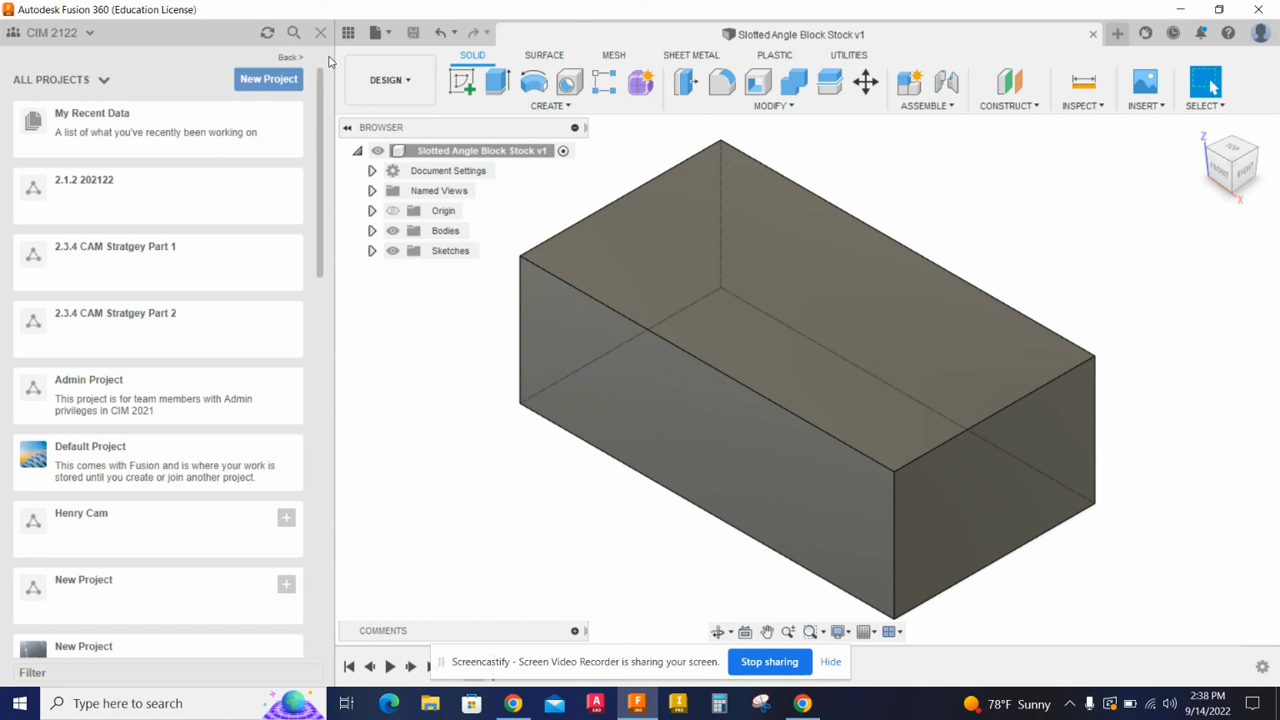 Autodesk Fusion 360 (Education License)
CIM 2122
Slotted Angle Block Stock v1
Back >
ALL PROJECTS
New Project
My Recent Data
A list of what you've recently been working on
2.1.2 202122
2.3.4 CAM Stratgey Part 1
2.3.4 CAM Stratgey Part 2
Admin Project
This project is for team members with Admin
privileges in CIM 2021
Default Project
This comes with Fusion and is where your work is
stored until you create or join another project.
Henry Cam
New Project
New Project
Filter
SOLID SURFACE MESH SHEET METAL PLASTIC UTILITIES
DESIGN
CREATE MODIFY ASSEMBLE CONSTRUCT INSPECT INSERT SELECT
BROWSER
Slotted Angle Block Stock v1
Document Settings
Named Views
Origin
Bodies
Sketches
Z
TOP
FRONT RIGHT
X
COMMENTS
Screencastify - Screen Video Recorder is sharing your screen. Stop sharing Hide
Type here to search
78°F Sunny
2:38 PM
9/14/2022